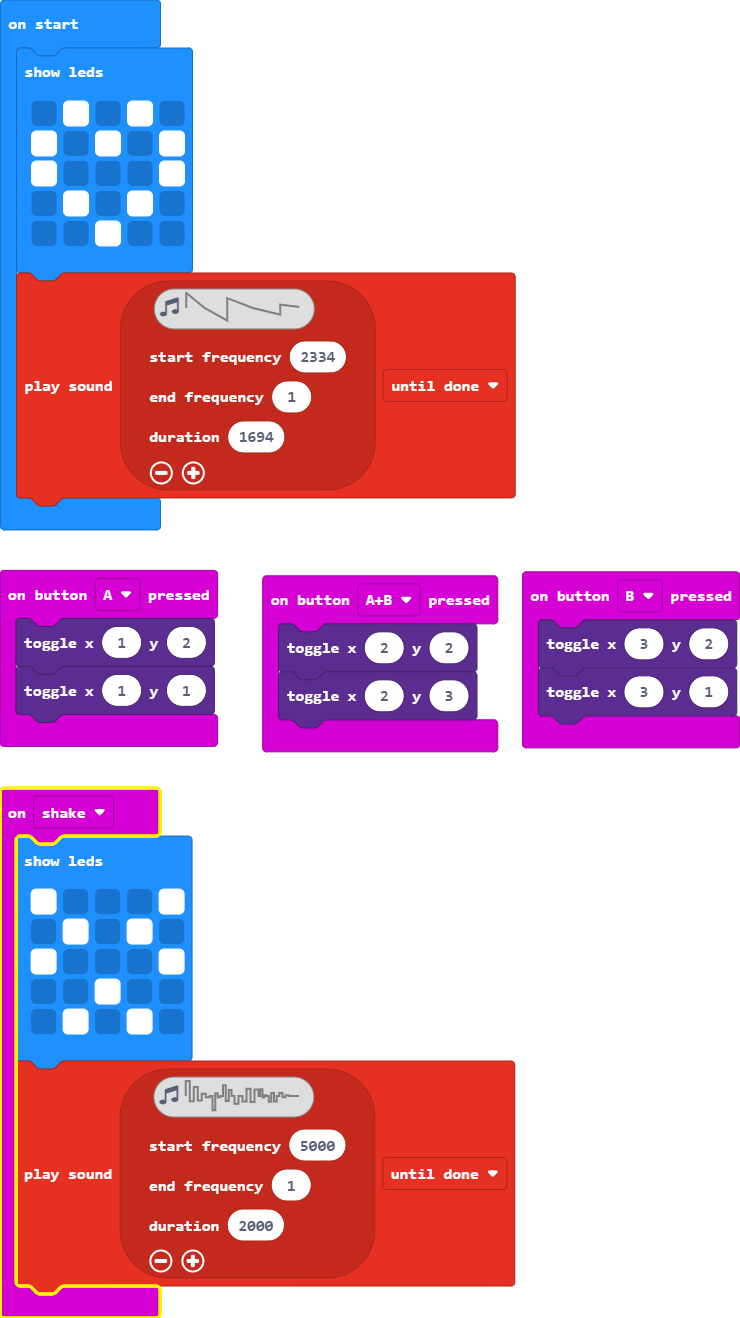 on start
show leds
start frequency 2334
play sound
until done
end frequency 1
duration 1694
on button A pressed
toggle x 1 y 2
toggle x 1 y 1
on button A+B pressed
toggle x 2 y 2
toggle x 2 y 3
on button B pressed
toggle x 3 y 2
toggle x 3 y 1
on shake
show leds
start frequency 5000
play sound
until done
end frequency 1
duration 2000